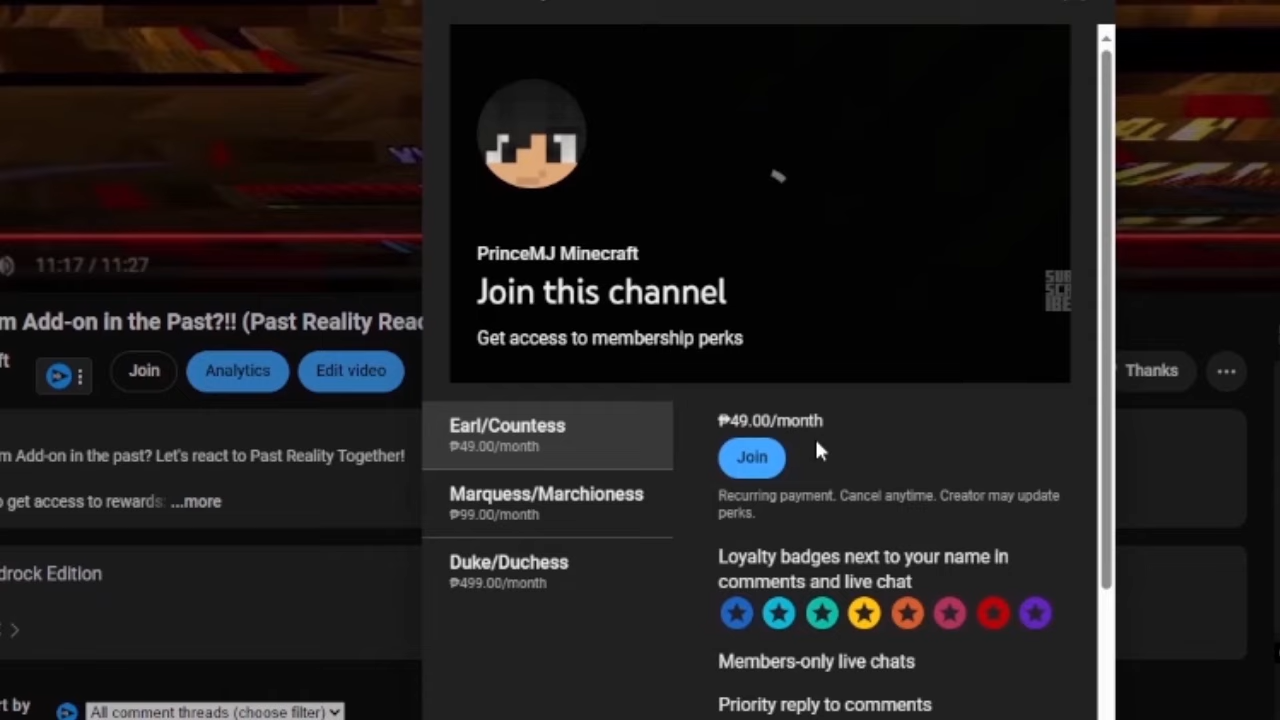 PrinceMJ Minecraft
Join this channel
Get access to membership perks
SUB
SCR
IBE
11:17 / 11:27
m Add-on in the Past?!! (Past Reality Reac
ft
Join
Analytics
Edit video
Thanks
m Add-on in the past? Let's react to Past Reality Together!
o get access to rewards: ...more
drock Edition
rt by
All comment threads (choose filter)
Earl/Countess
₱49.00/month
Marquess/Marchioness
₱99.00/month
Duke/Duchess
₱499.00/month
₱49.00/month
Join
Recurring payment. Cancel anytime. Creator may update
perks.
Loyalty badges next to your name in
comments and live chat
Members-only live chats
Priority reply to comments